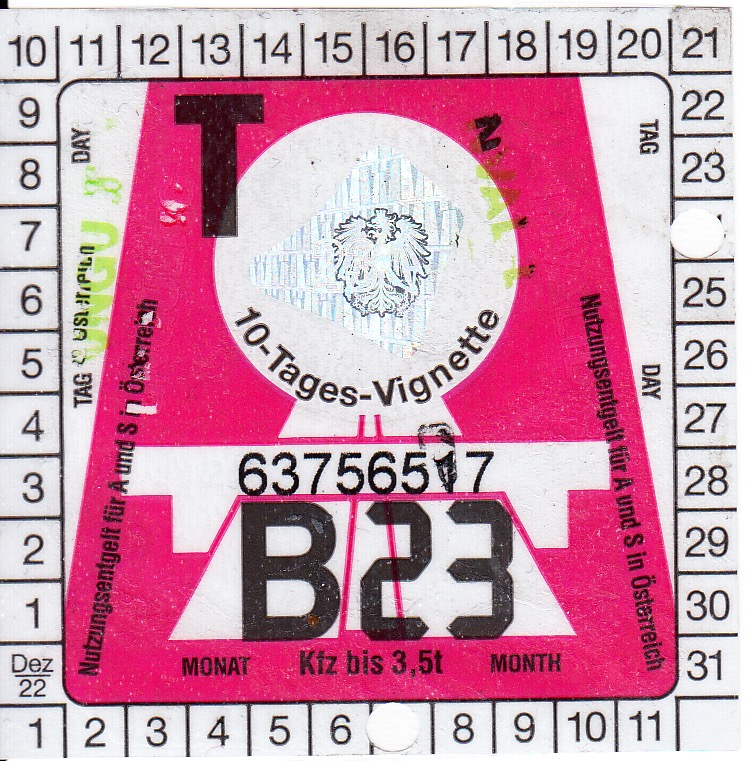 10 11 12 13 14 15 16 17 18 19 20 21
9 22
8 DAY TAG 23
T
7
6 25
5 26
TAG DAY
4 27
10-Tages-Vignette
3 63756517 28
2 29
1 30
B23
Nutzungsentgelt für A und S in Österreich
Nutzungsentgelt für A und S in Österreich
Dez 31
22
MONAT Kfz bis 3,5t MONTH
1 2 3 4 5 6 8 9 10 11